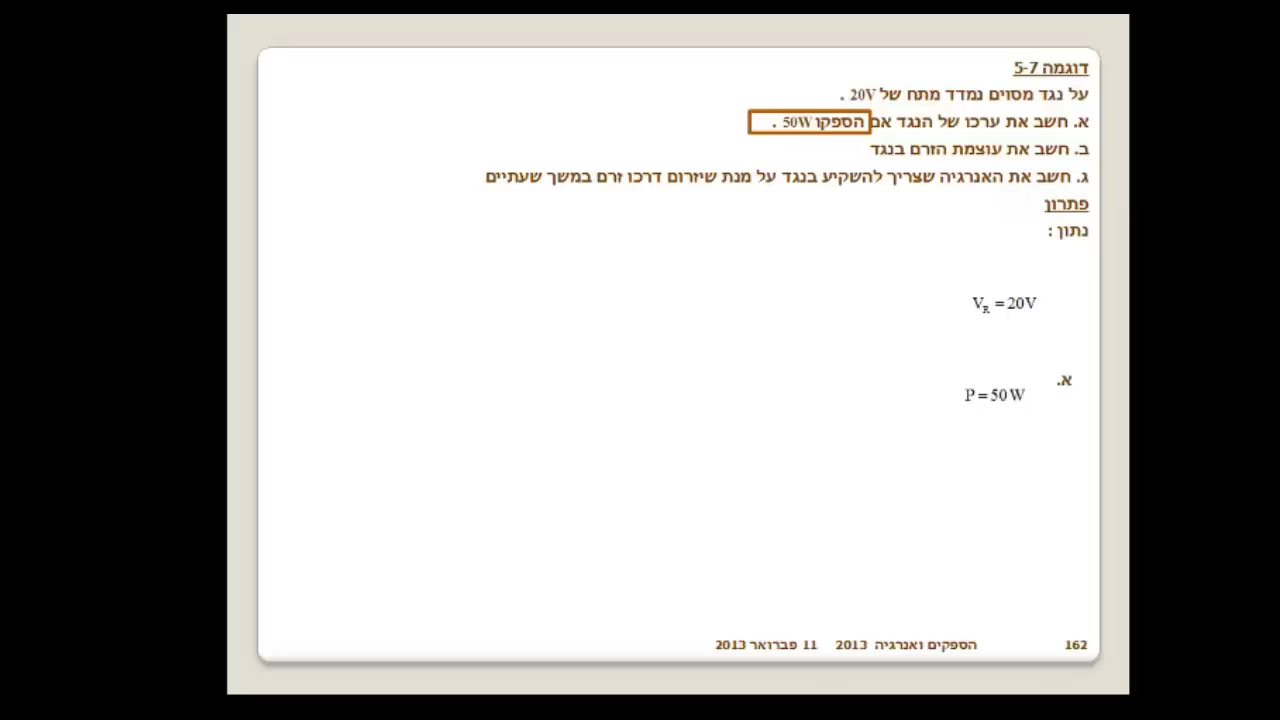 דוגמה 5-7
על נגד מסוים נמדד מתח של 20V .
א. חשב את ערכו של הנגד אם הספקו 50W .
ב. חשב את עוצמת הזרם בנגד
ג. חשב את האנרגיה שצריך להשקיע בנגד על מנת שיזרום דרכו זרם במשך שעתיים
פתרון
נתון :
V_R = 20V
א.
P = 50 W
162 הספקים ואנרגיה 2013 11 פברואר 2013